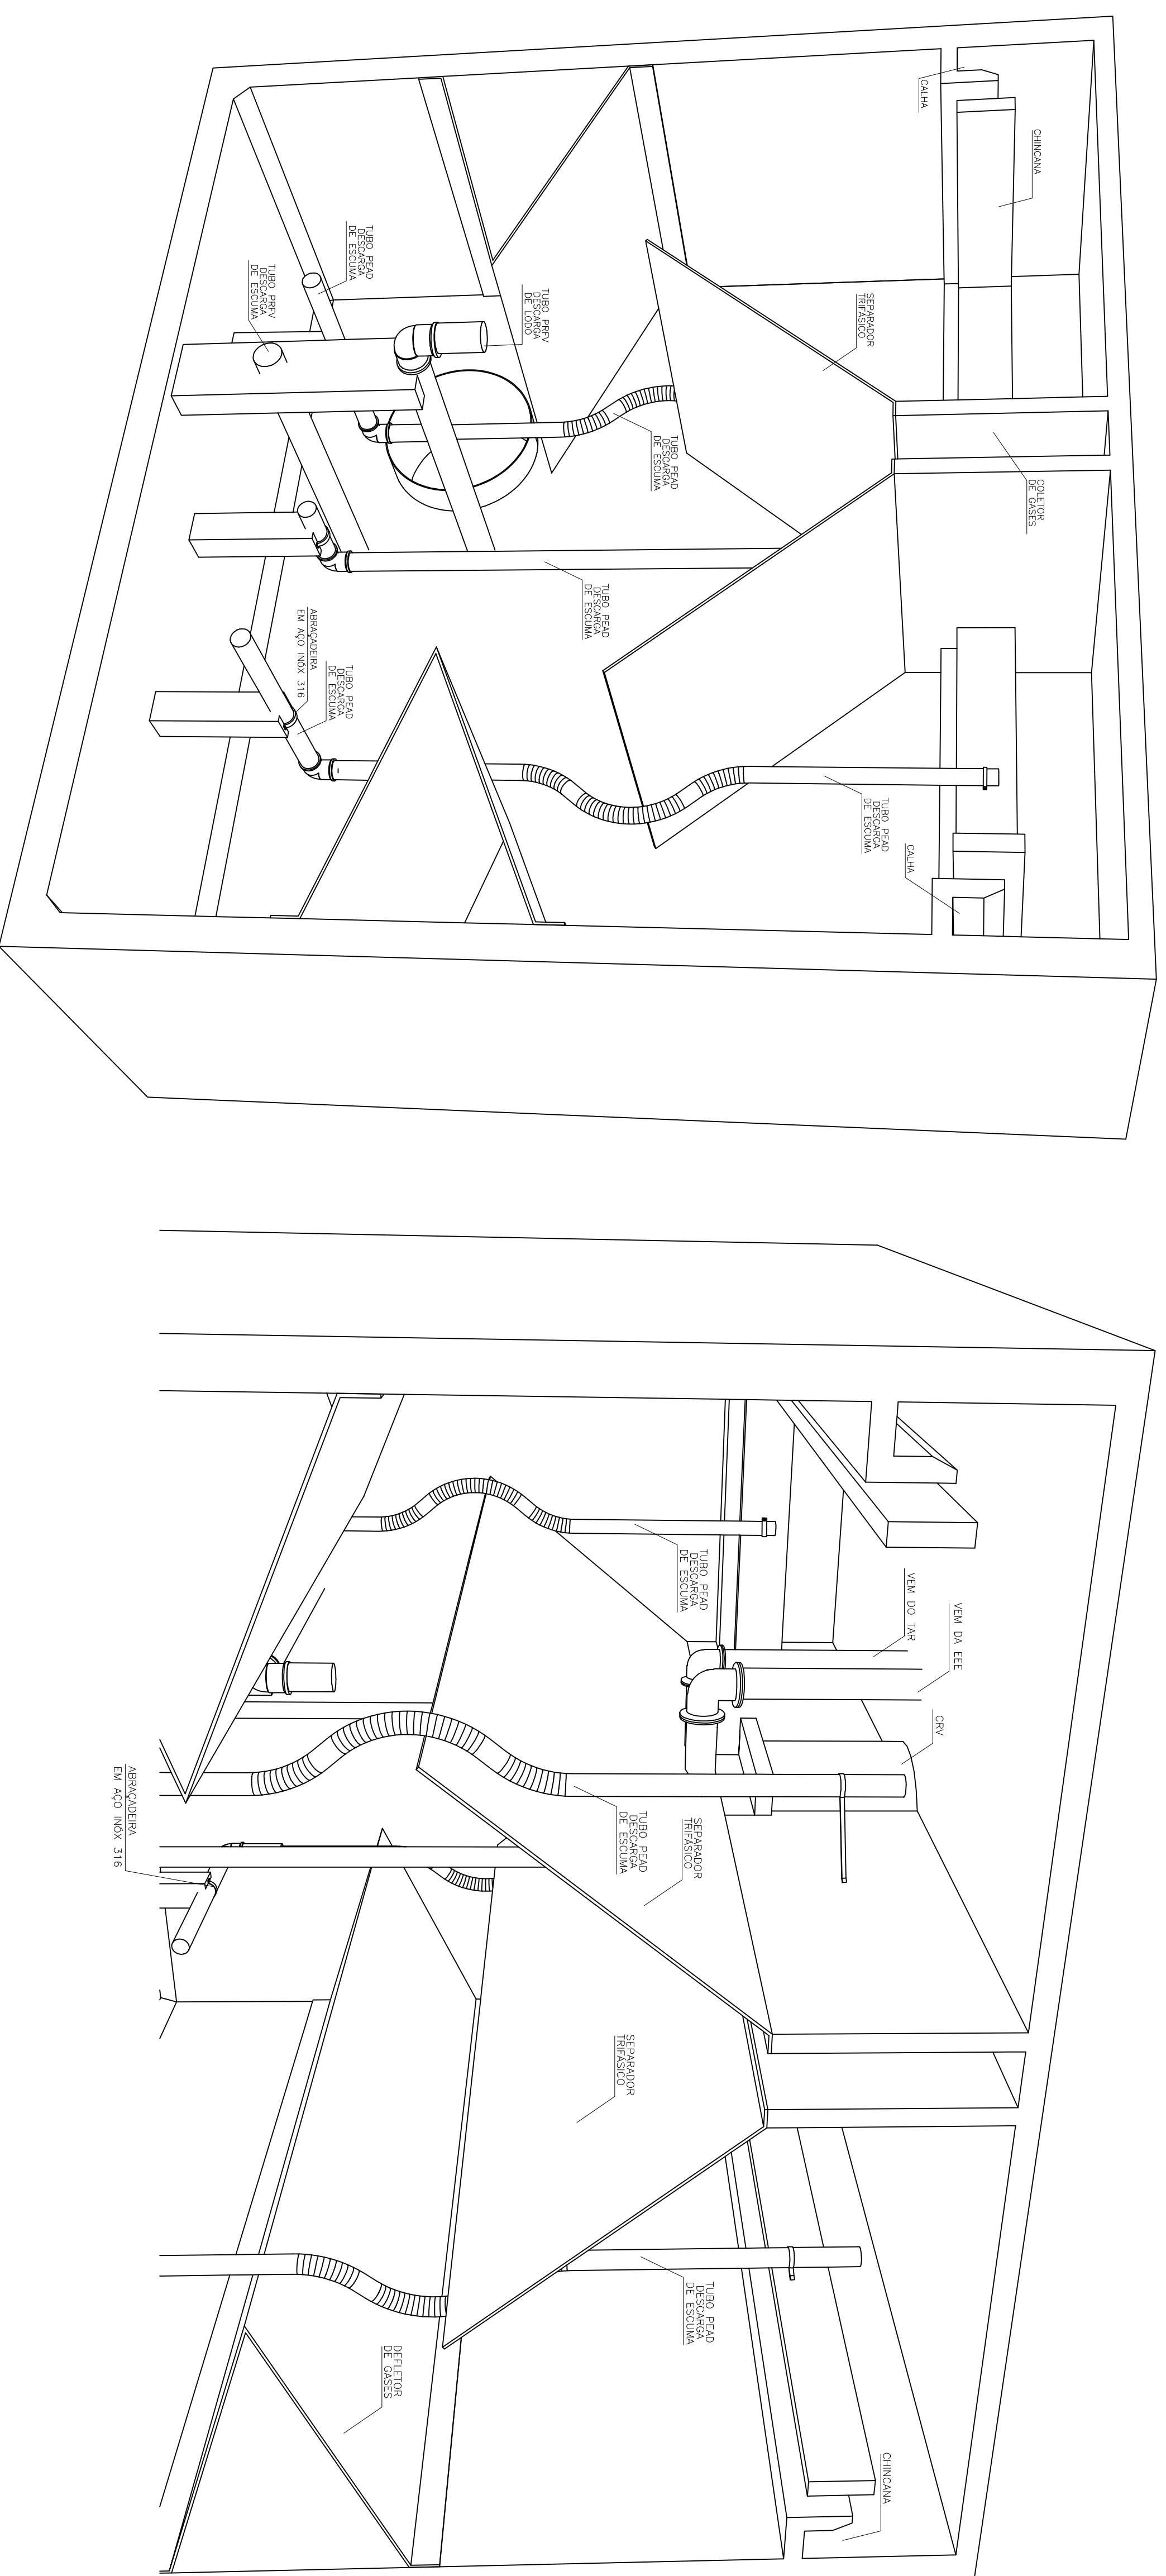 CALHA
CHINCANA
TUBO PEAD
DESCARGA
DE ESCUMA
TUBO PRFV
DESCARGA
DE ESCUMA
TUBO PRFV
DESCARGA
DE LODO
SEPARADOR
TRIFÁSICO
TUBO PEAD
DESCARGA
DE ESCUMA
COLETOR
DE GASES
TUBO PEAD
DESCARGA
DE ESCUMA
ABRAÇADEIRA
EM AÇO INÓX 316
TUBO PEAD
DESCARGA
DE ESCUMA
TUBO PEAD
DESCARGA
DE ESCUMA
CALHA
TUBO PEAD
DESCARGA
DE ESCUMA
VEM DO TAR
VEM DA EEE
CRV
ABRAÇADEIRA
EM AÇO INÓX 316
TUBO PEAD
DESCARGA
DE ESCUMA
SEPARADOR
TRIFÁSICO
SEPARADOR
TRIFÁSICO
TUBO PEAD
DESCARGA
DE ESCUMA
DEFLETOR
DE GASES
CHINCANA